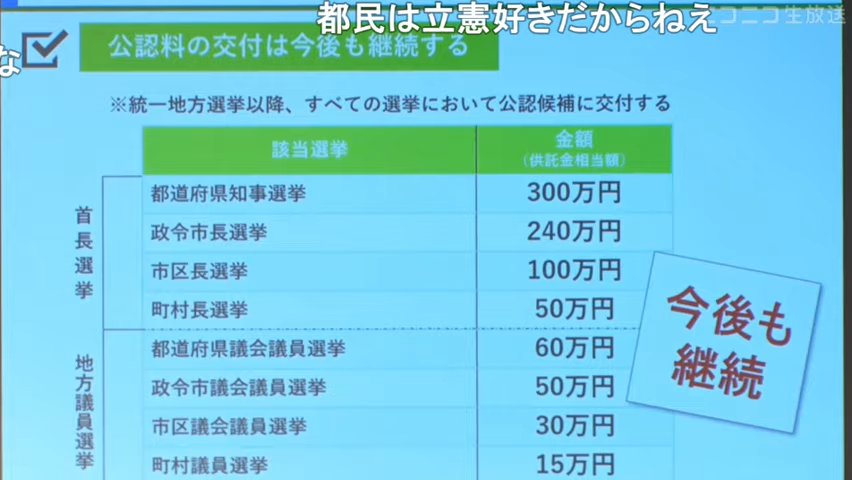 都民は立憲好きだからねえ
ニコニコ生放送
な
公認料の交付は今後も継続する
※統一地方選挙以降、すべての選挙において公認候補に交付する
該当選挙 金額
(供託金相当額)
首長選挙
都道府県知事選挙 300万円
政令市長選挙 240万円
市区長選挙 100万円
町村長選挙 50万円
地方議員選挙
都道府県議会議員選挙 60万円
政令市議会議員選挙 50万円
市区議会議員選挙 30万円
町村議員選挙 15万円
今後も
継続